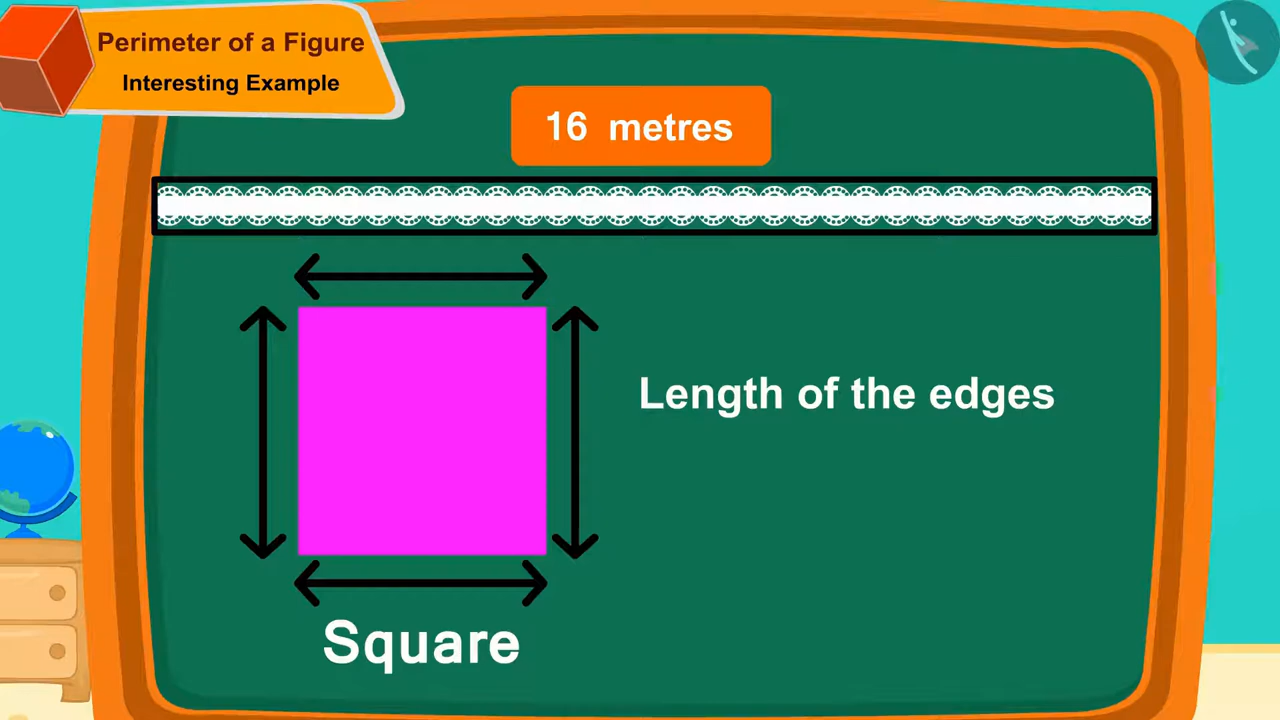 Perimeter of a Figure
Interesting Example
16 metres
Length of the edges
Square